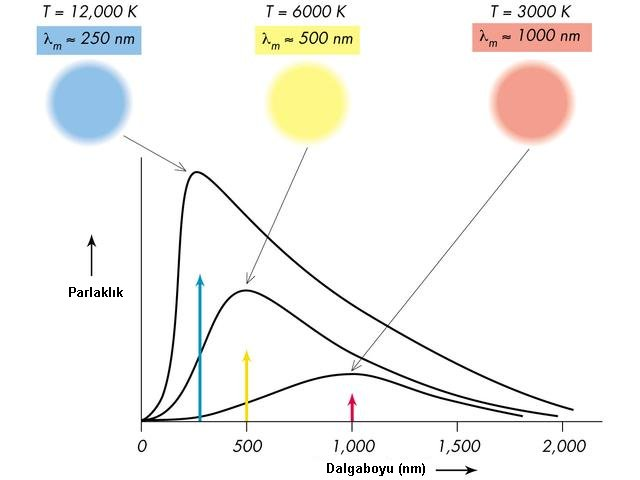 T = 12,000 K
λm ≈ 250 nm
T = 6000 K
λm ≈ 500 nm
T = 3000 K
λm ≈ 1000 nm
Parlaklık
0
500
1,000
1,500
2,000
Dalgaboyu (nm)